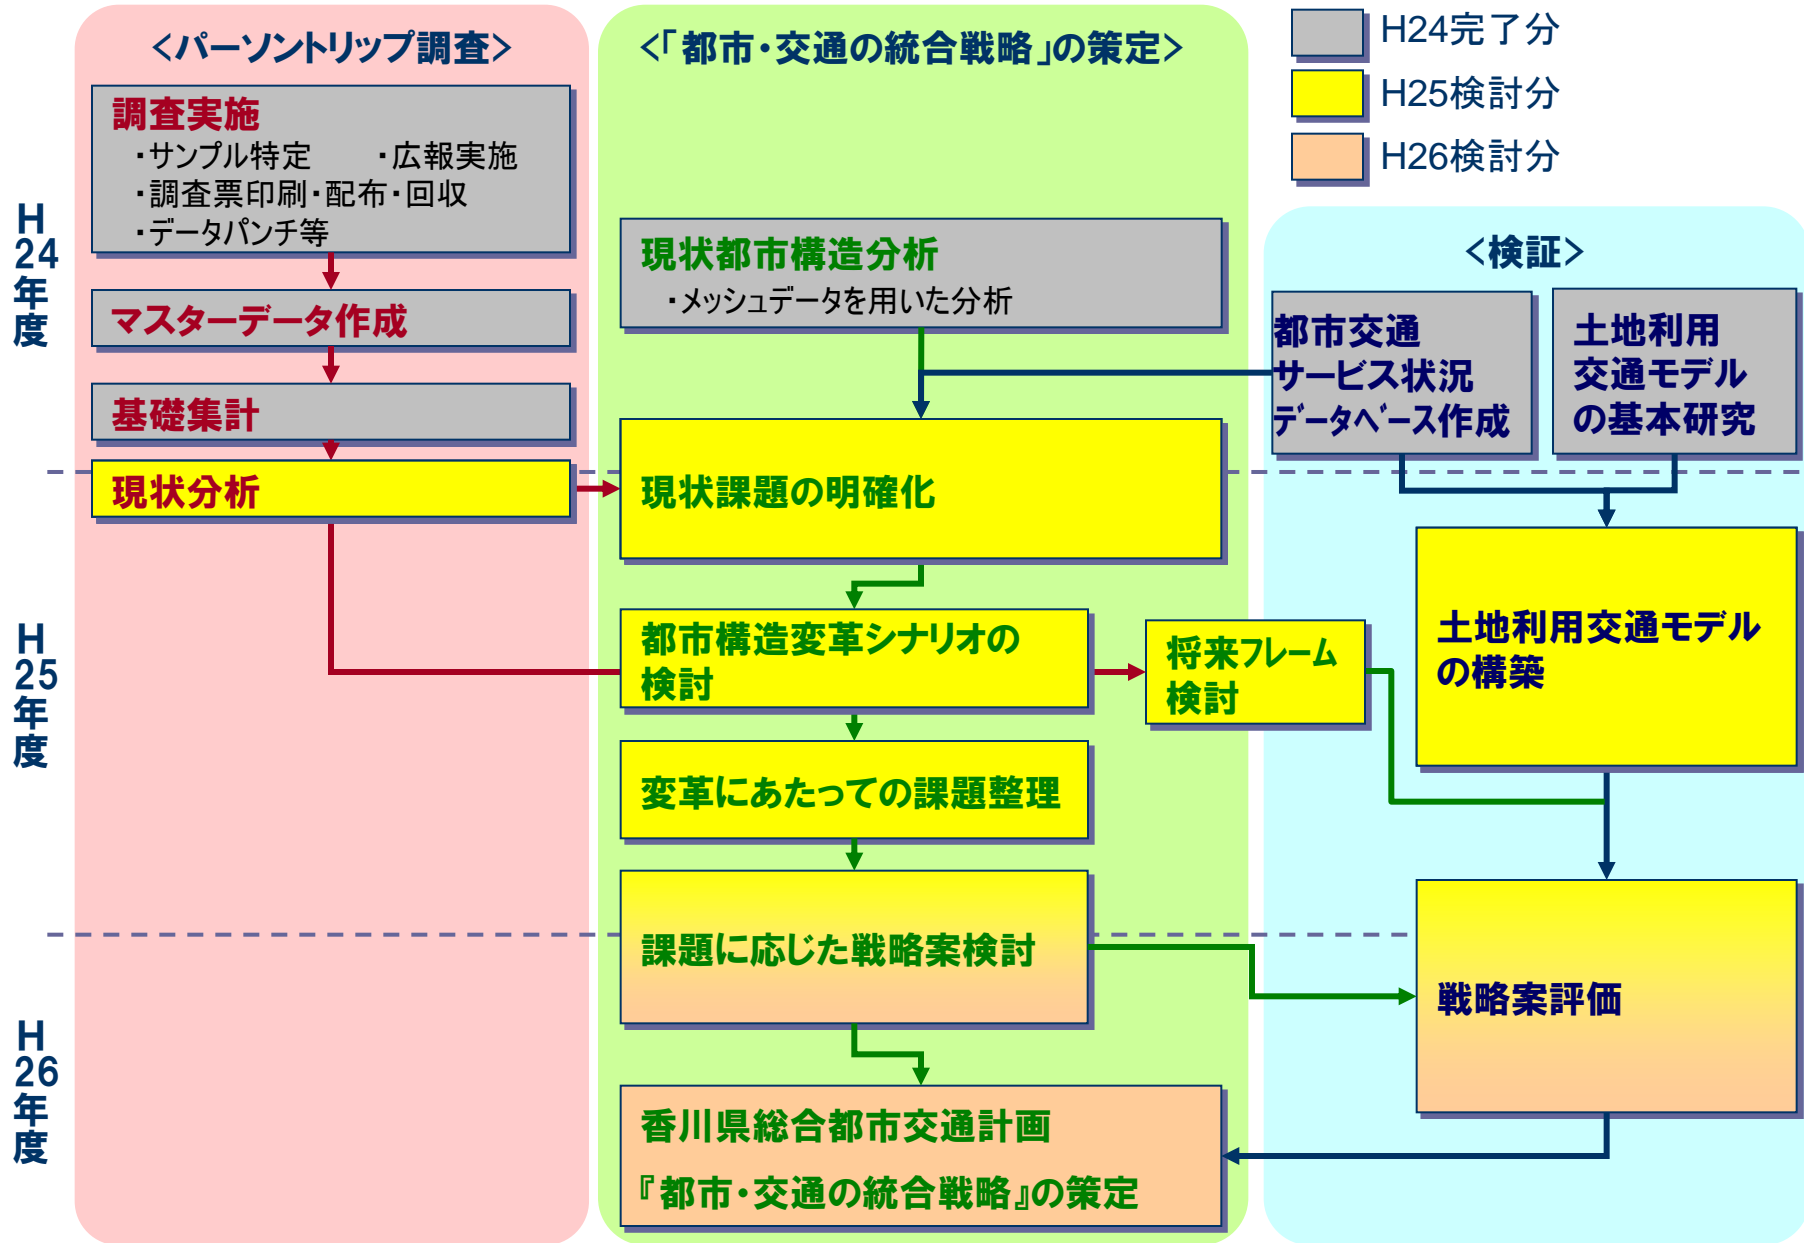 H24完了分
H25検討分
H26検討分
H
24
年
度
H
25
年
度
H
26
年
度
<パーソントリップ調査>
調査実施
・サンプル特定 ・広報実施
・調査票印刷・配布・回収
・データパンチ等
マスターデータ作成
基礎集計
現状分析
<「都市・交通の統合戦略」の策定>
現状都市構造分析
・メッシュデータを用いた分析
現状課題の明確化
都市構造変革シナリオの
検討
将来フレーム
検討
変革にあたっての課題整理
課題に応じた戦略案検討
香川県総合都市交通計画
『都市・交通の統合戦略』の策定
<検証>
都市交通
サービス状況
データベース作成
土地利用
交通モデル
の基本研究
土地利用交通モデル
の構築
戦略案評価